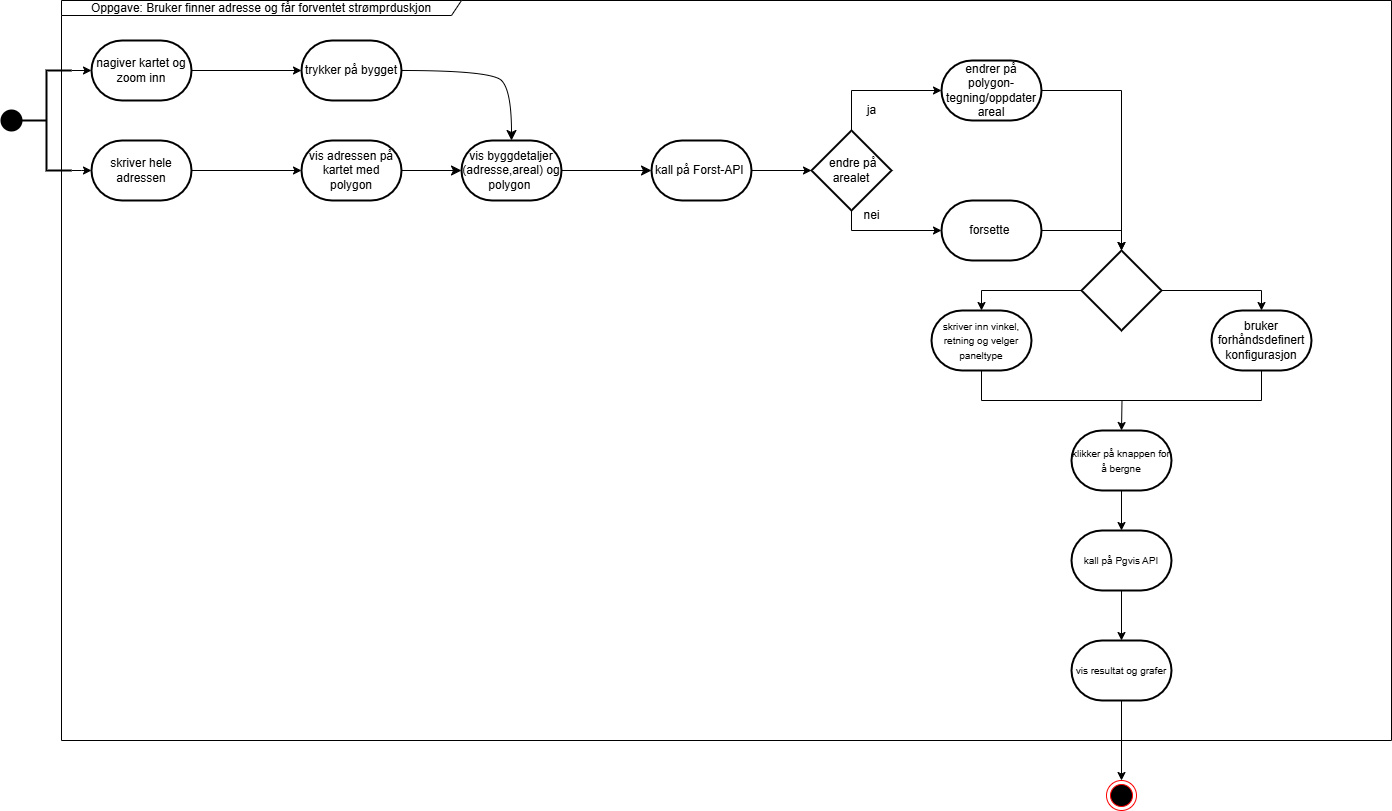 Oppgave: Bruker finner adresse og får forventet strømprduskjon
nagiver kartet og
zoom inn
trykker på bygget
skriver hele
adressen
vis adressen på
kartet med
polygon
vis byggdetaljer
(adresse,areal) og
polygon
kall på Forst-API
endre på
arealet
ja
endrer på
polygon-
tegning/oppdater
areal
nei
forsette
skriver inn vinkel,
retning og velger
paneltype
bruker
forhåndsdefinert
konfigurasjon
klikker på knappen for
å bergne
kall på Pgvis API
vis resultat og grafer